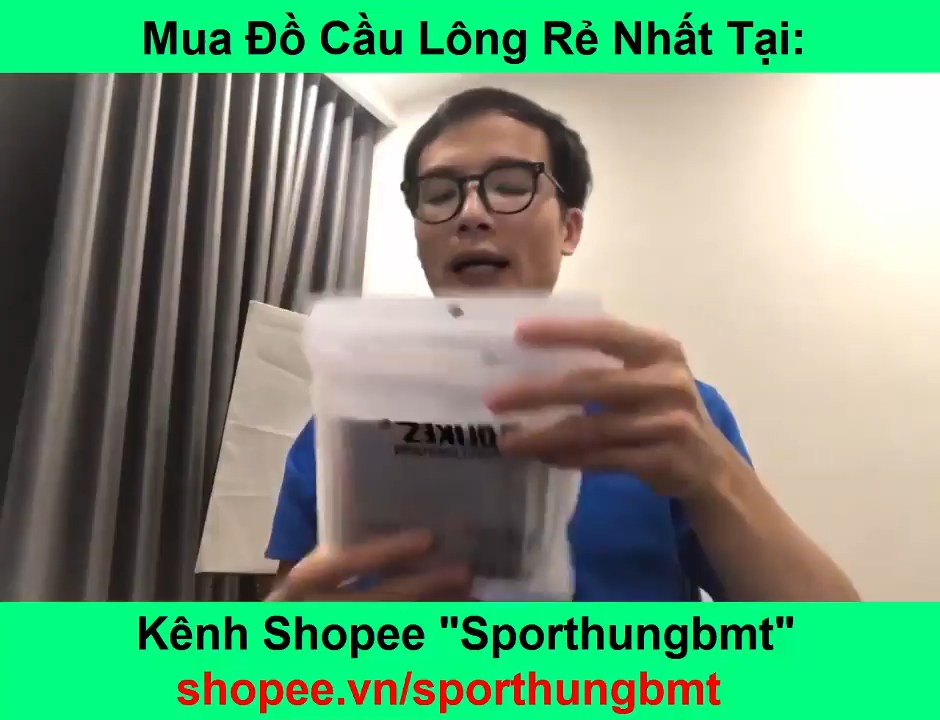 Mua Đồ Cầu Lông Rẻ Nhất Tại:
Kênh Shopee "Sporthungbmt"
shopee.vn/sporthungbmt